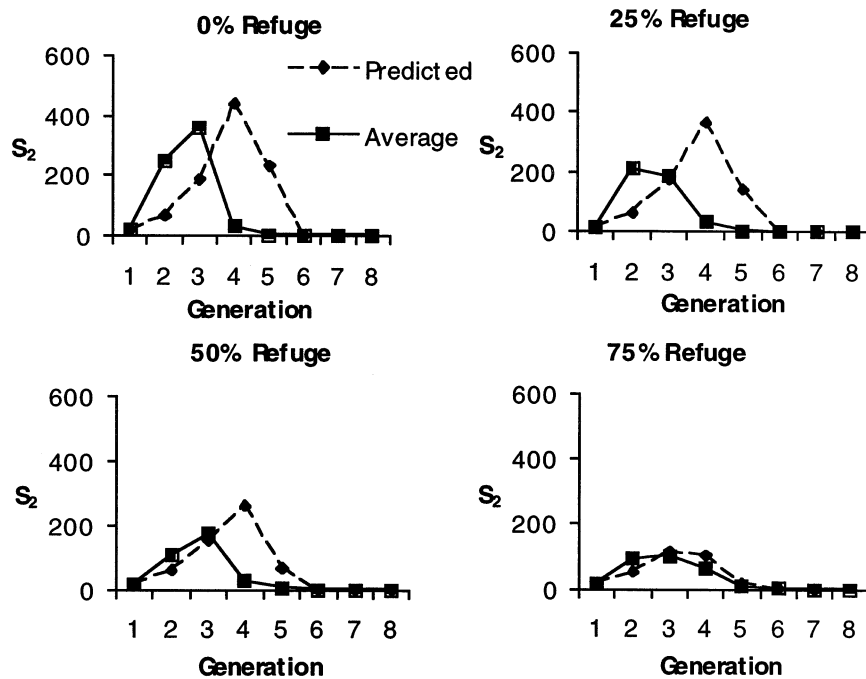 0% Refuge
600
400
200
0
S2
Predicted
Average
1 2 3 4 5 6 7 8
Generation
25% Refuge
600
400
200
0
S2
1 2 3 4 5 6 7 8
Generation
50% Refuge
600
400
200
0
S2
1 2 3 4 5 6 7 8
Generation
75% Refuge
600
400
200
0
S2
1 2 3 4 5 6 7 8
Generation